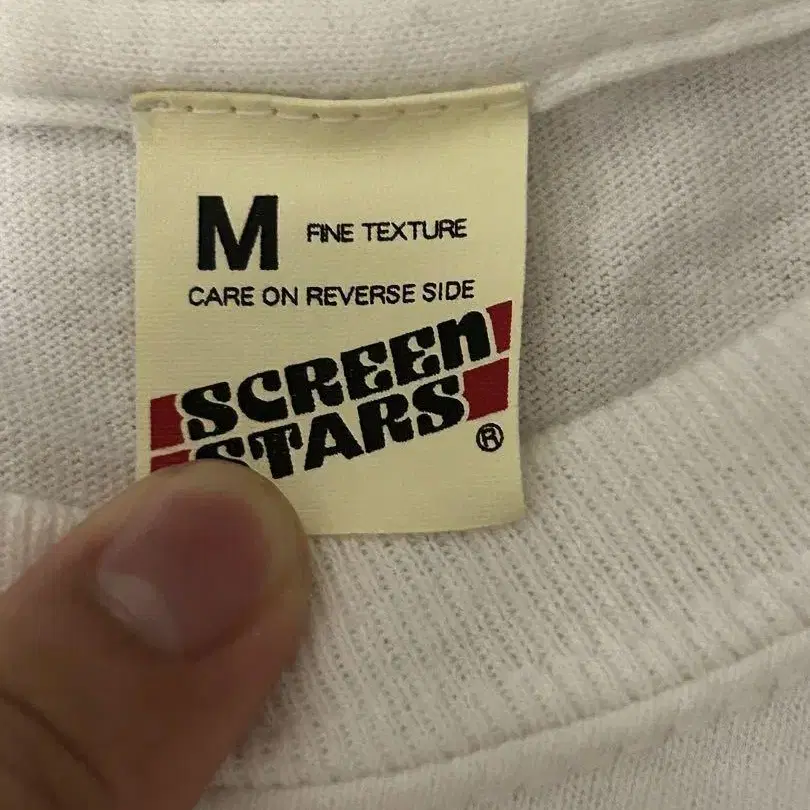 M FINE TEXTURE
CARE ON REVERSE SIDE
SCREEN
STARS
®